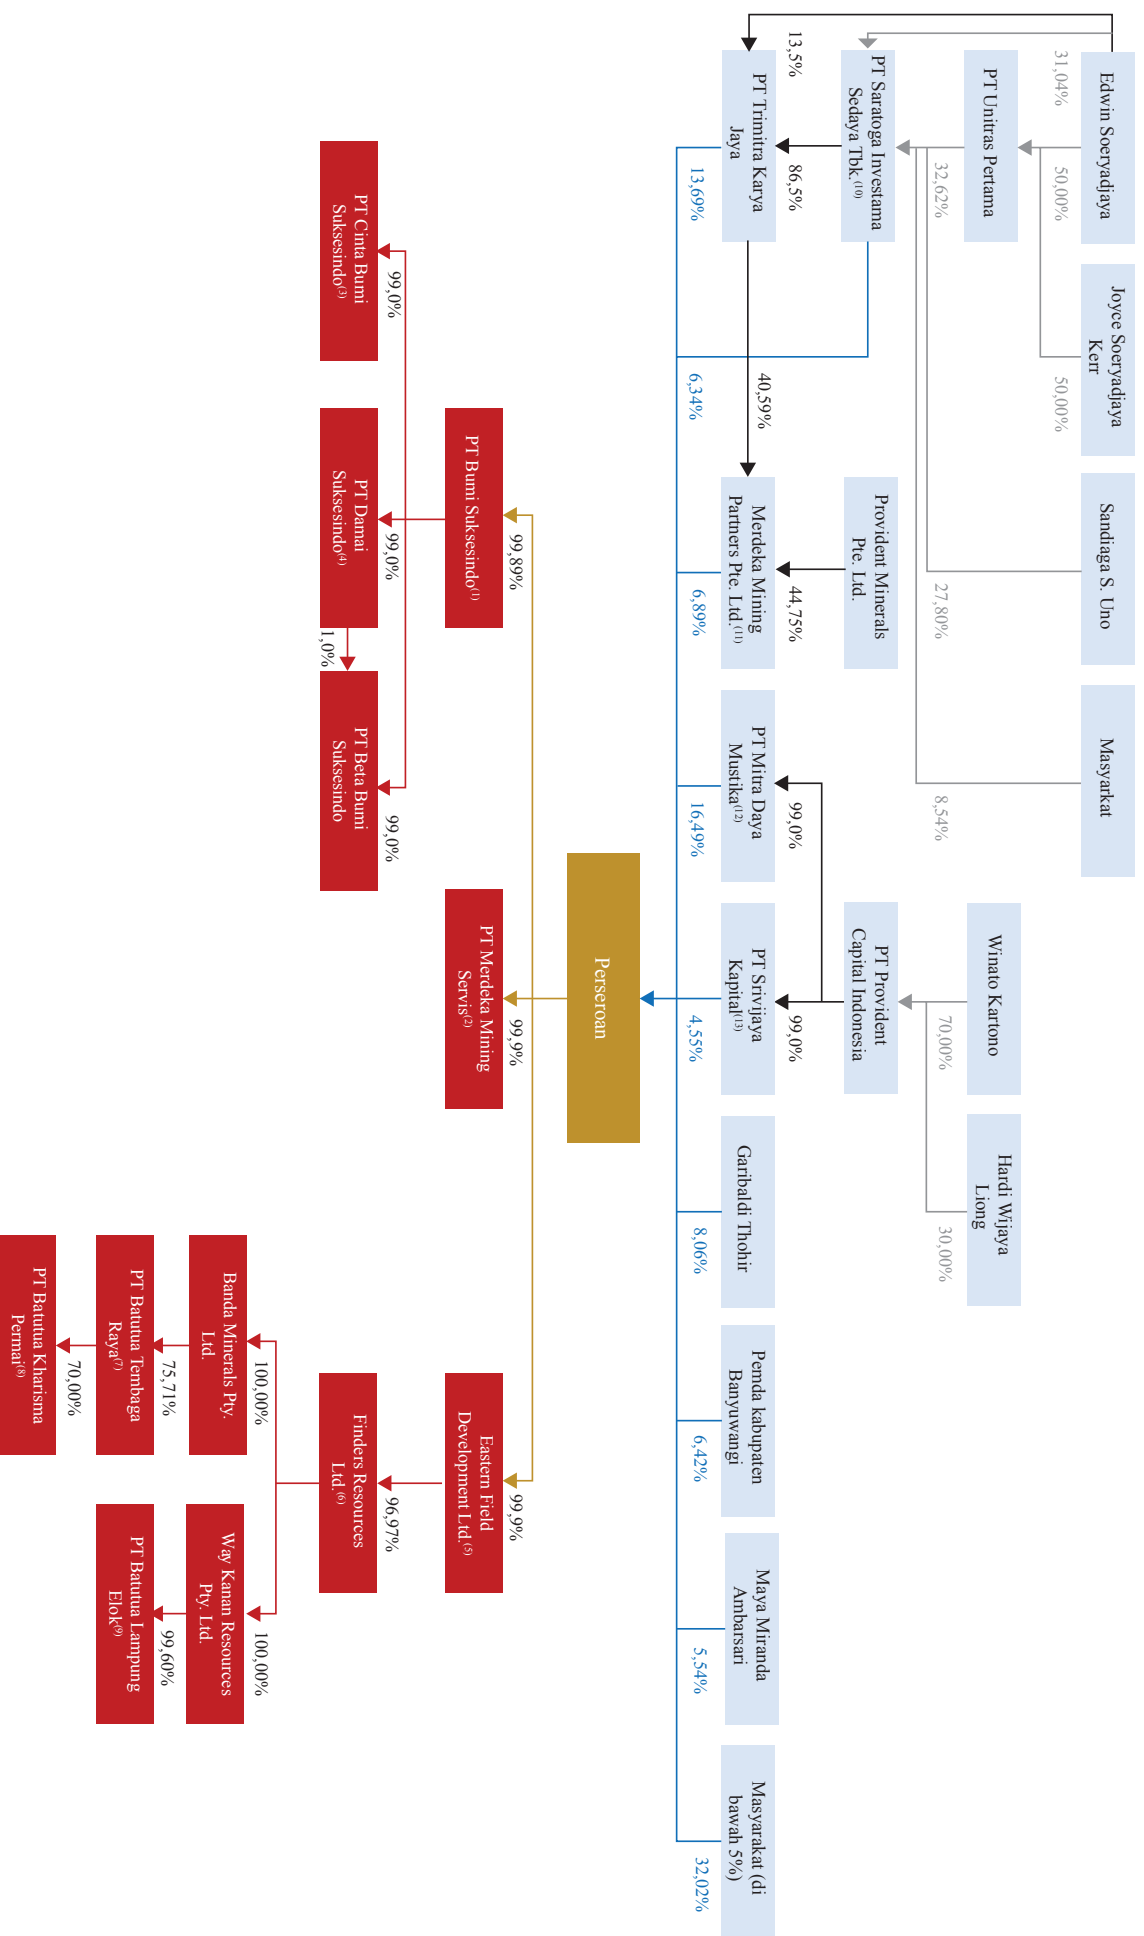 Edwin Soeryadjaya
Joyce Soeryadjaya
Kerr
Sandiaga S. Uno
Masyarkat
31,04%
50,00%
50,00%
PT Unitras Pertama
Winato Kartono
Hardi Wijaya
Liong
32,62%
27,80%
8,54%
70,00%
30,00%
PT Saratoga Investama
Sedaya Tbk.(10)
Provident Minerals
Pte. Ltd.
PT Provident
Capital Indonesia
13,5%
86,5%
40,59%
44,75%
99,0%
99,0%
PT Trimitra Karya
Jaya
Merdeka Mining
Partners Pte. Ltd.(11)
PT Mitra Daya
Mustika(12)
PT Srivijaya
Kapital(13)
Garibaldi Thohir
Pemda kabupaten
Banyuwangi
Maya Miranda
Ambarsari
Masyarakat (di
bawah 5%)
13,69%
6,34%
6,89%
16,49%
4,55%
8,06%
6,42%
5,54%
32,02%
Perseroan
99,89%
99,9%
99,9%
PT Bumi Suksesindo(1)
PT Merdeka Mining
Servis(2)
Eastern Field
Development Ltd.(5)
99,0%
99,0%
99,0%
96,97%
PT Cinta Bumi
Suksesindo(3)
PT Damai
Suksesindo(4)
1,0%
PT Beta Bumi
Suksesindo
Finders Resources
Ltd.(6)
100,00%
100,00%
Banda Minerals Pty.
Ltd.
Way Kanan Resources
Pty. Ltd.
75,71%
99,60%
PT Batutua Tembaga
Raya(7)
PT Batutua Lampung
Elok(9)
70,00%
PT Batutua Kharisma
Permai(8)